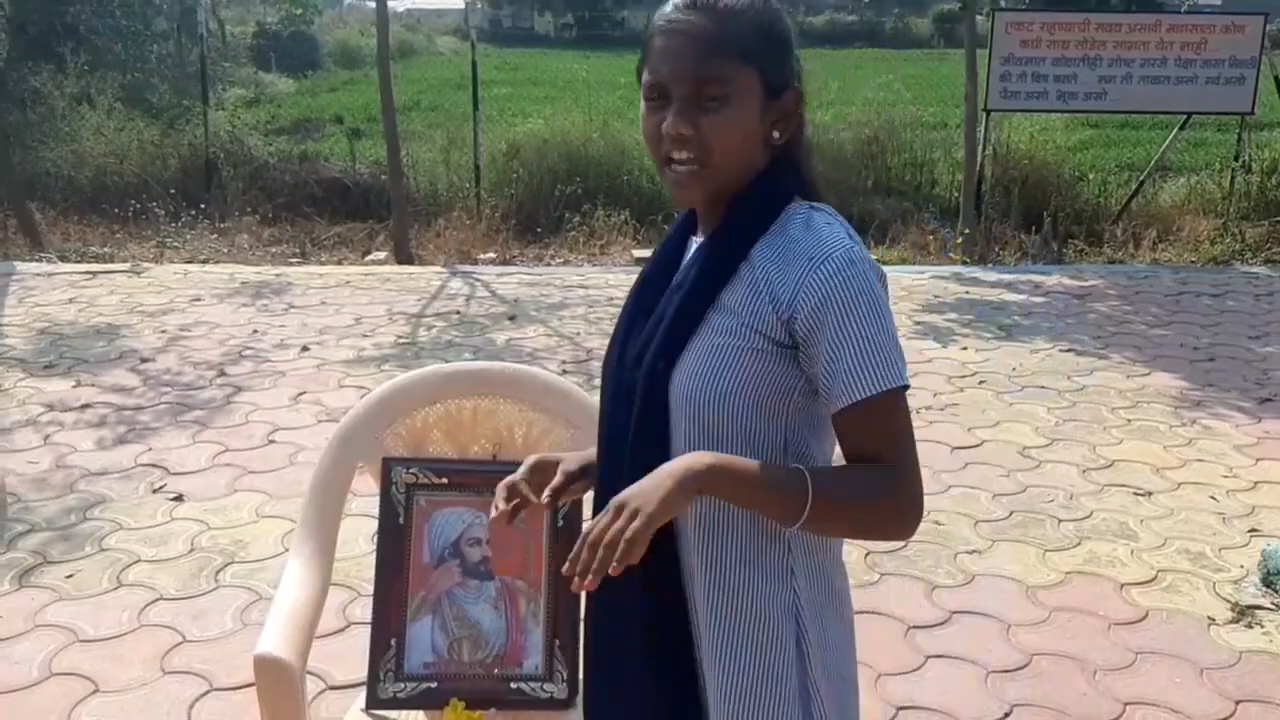 एकटं राहण्याची सवय असावी माणसाला कोण
कधी साथ सोडेल सांगता येत नाही
जीवनात कोणतीही गोष्ट गरजे पेक्षा जास्त मिळाली
की ती विष बनते... मग ती ताकत असो. गर्व असो
पैसा असो. भूक असो...